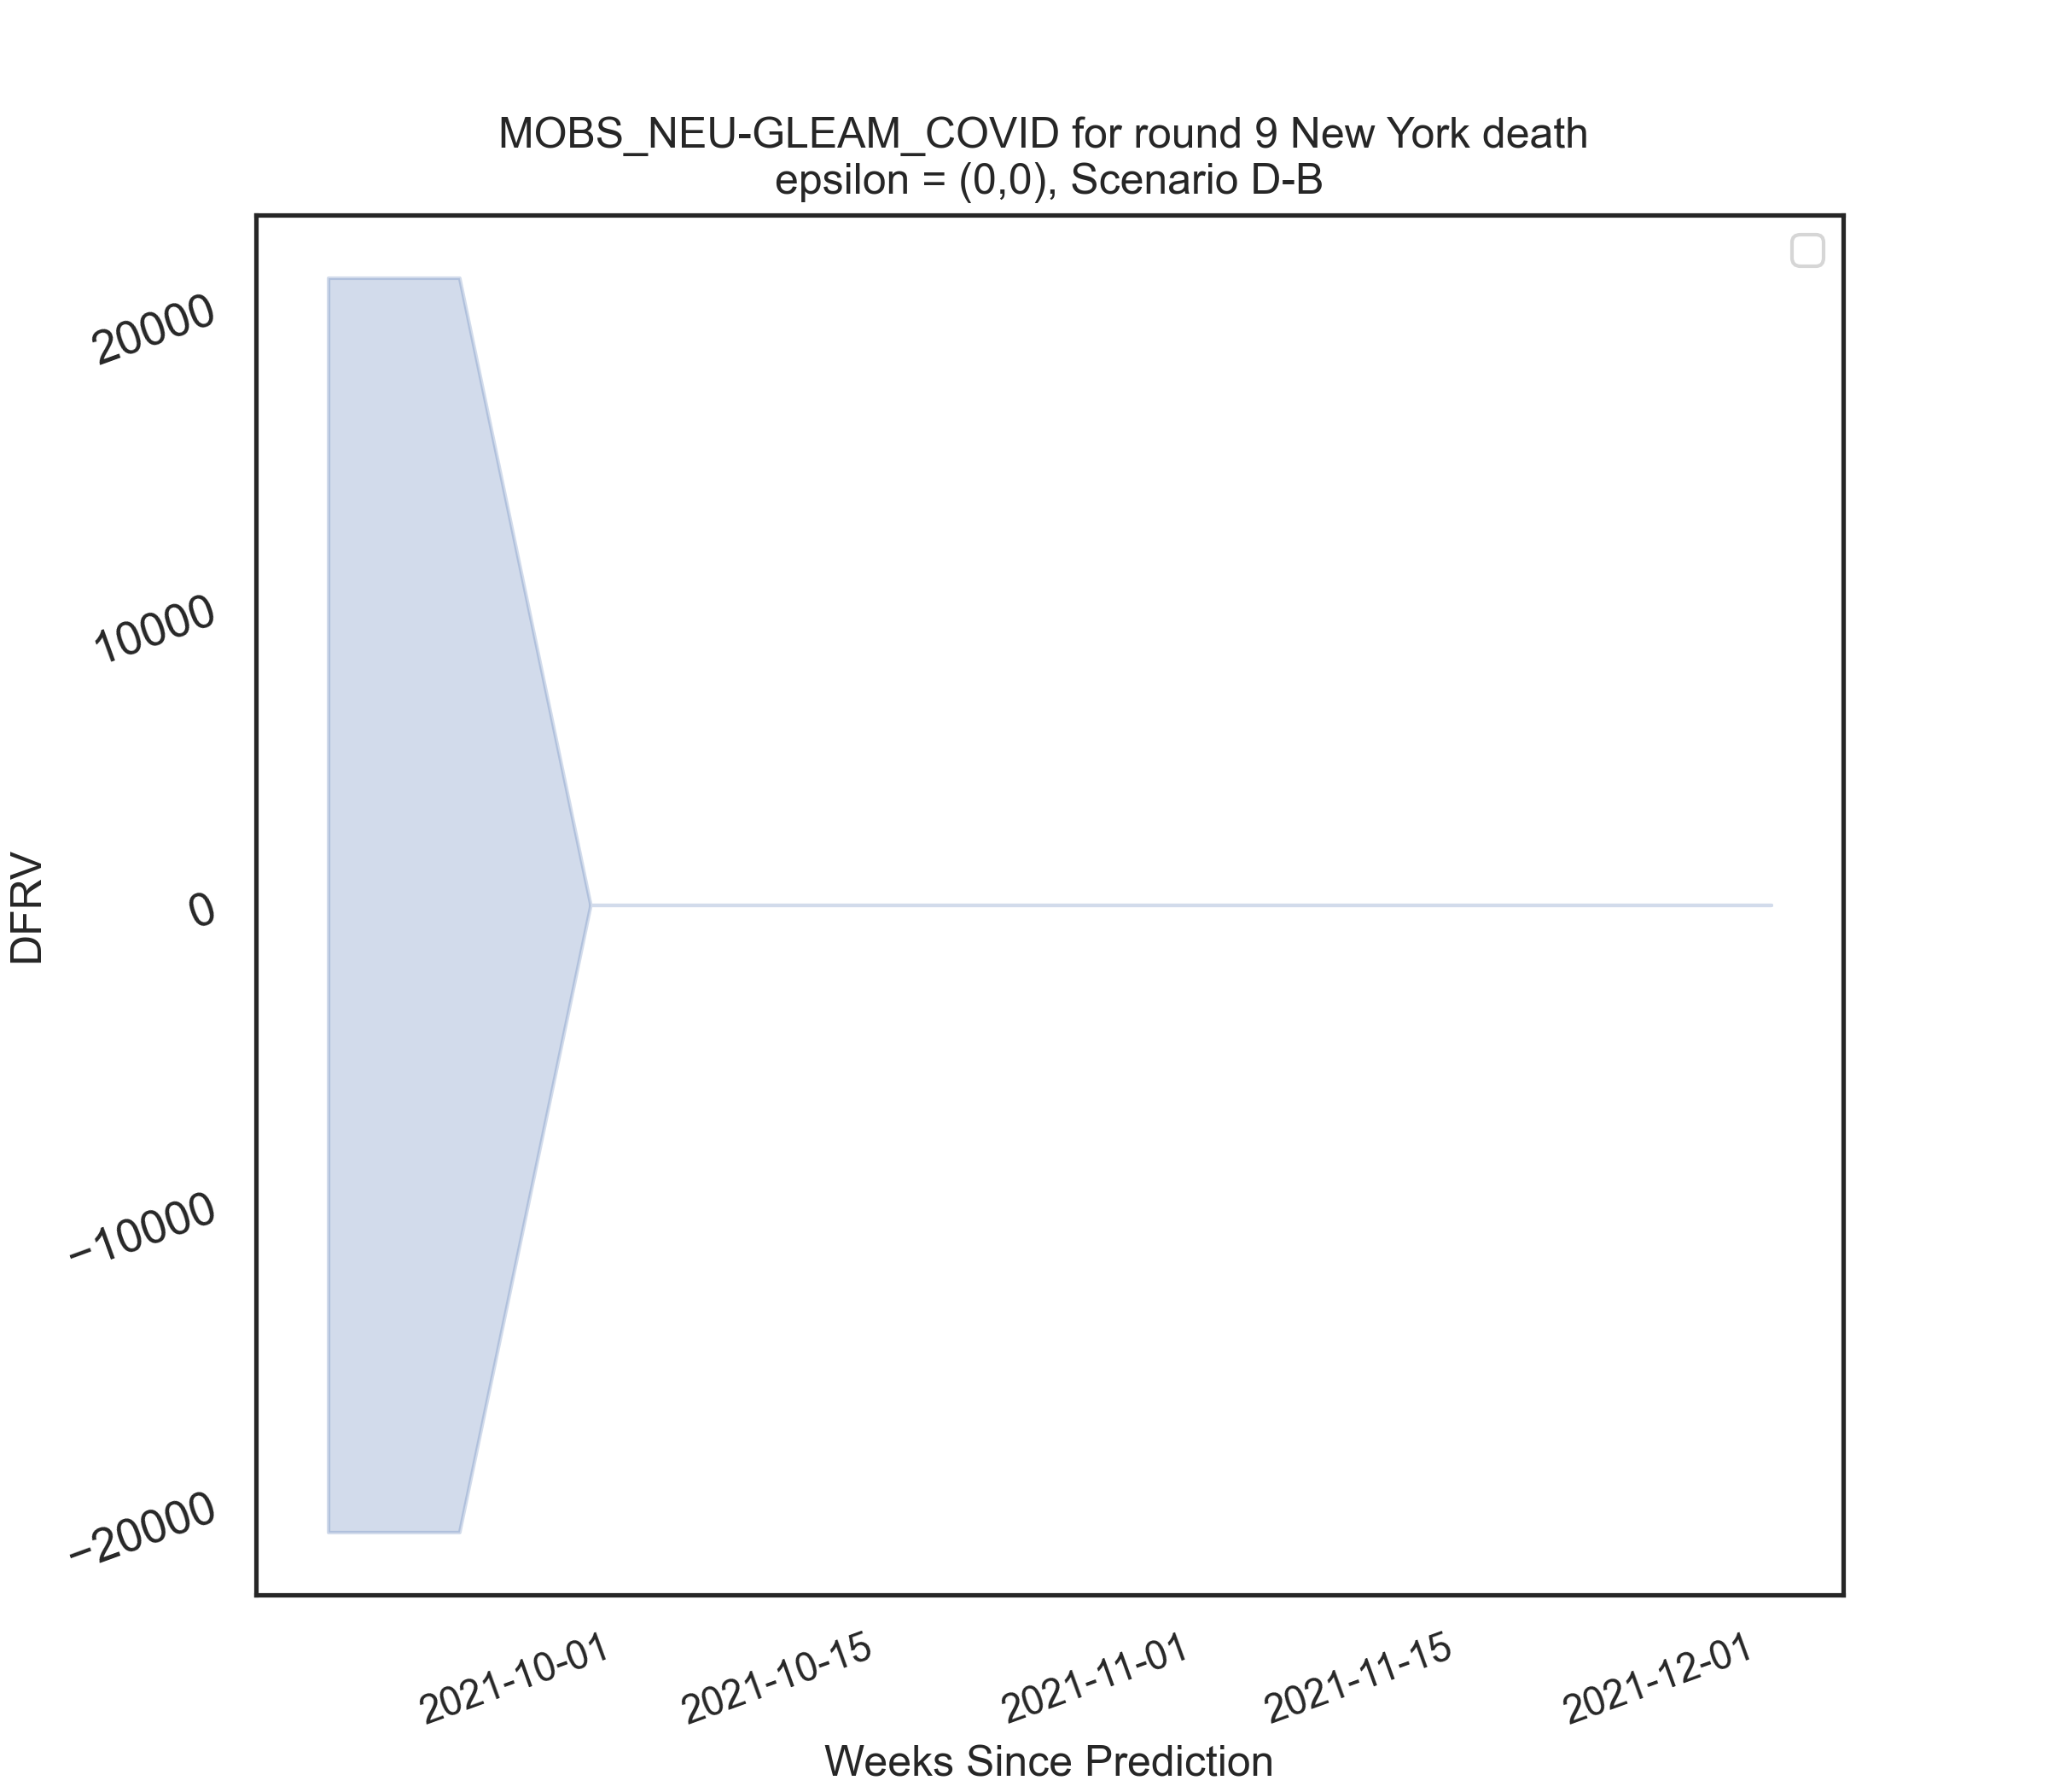 MOBS_NEU-GLEAM_COVID for round 9 New York death
epsilon = (0,0), Scenario D-B
20000
10000
0
−10000
−20000
DFRV
2021-10-01
2021-10-15
2021-11-01
2021-11-15
2021-12-01
Weeks Since Prediction